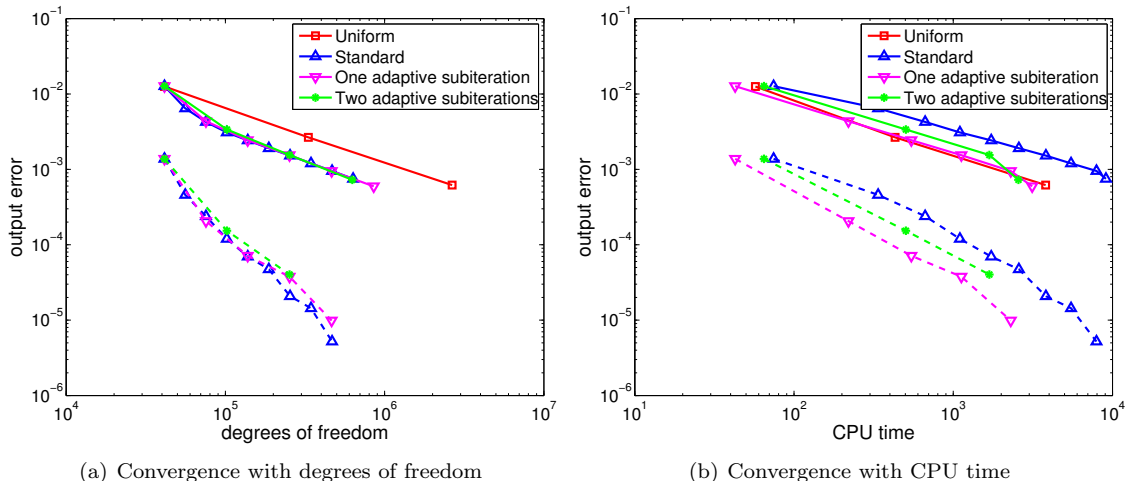 10^-1
10^-2
10^-3
10^-4
10^-5
10^-6
output error
10^4
10^5
10^6
10^7
degrees of freedom
Uniform
Standard
One adaptive subiteration
Two adaptive subiterations
(a) Convergence with degrees of freedom
10^-1
10^-2
10^-3
10^-4
10^-5
10^-6
output error
10^1
10^2
10^3
10^4
CPU time
Uniform
Standard
One adaptive subiteration
Two adaptive subiterations
(b) Convergence with CPU time